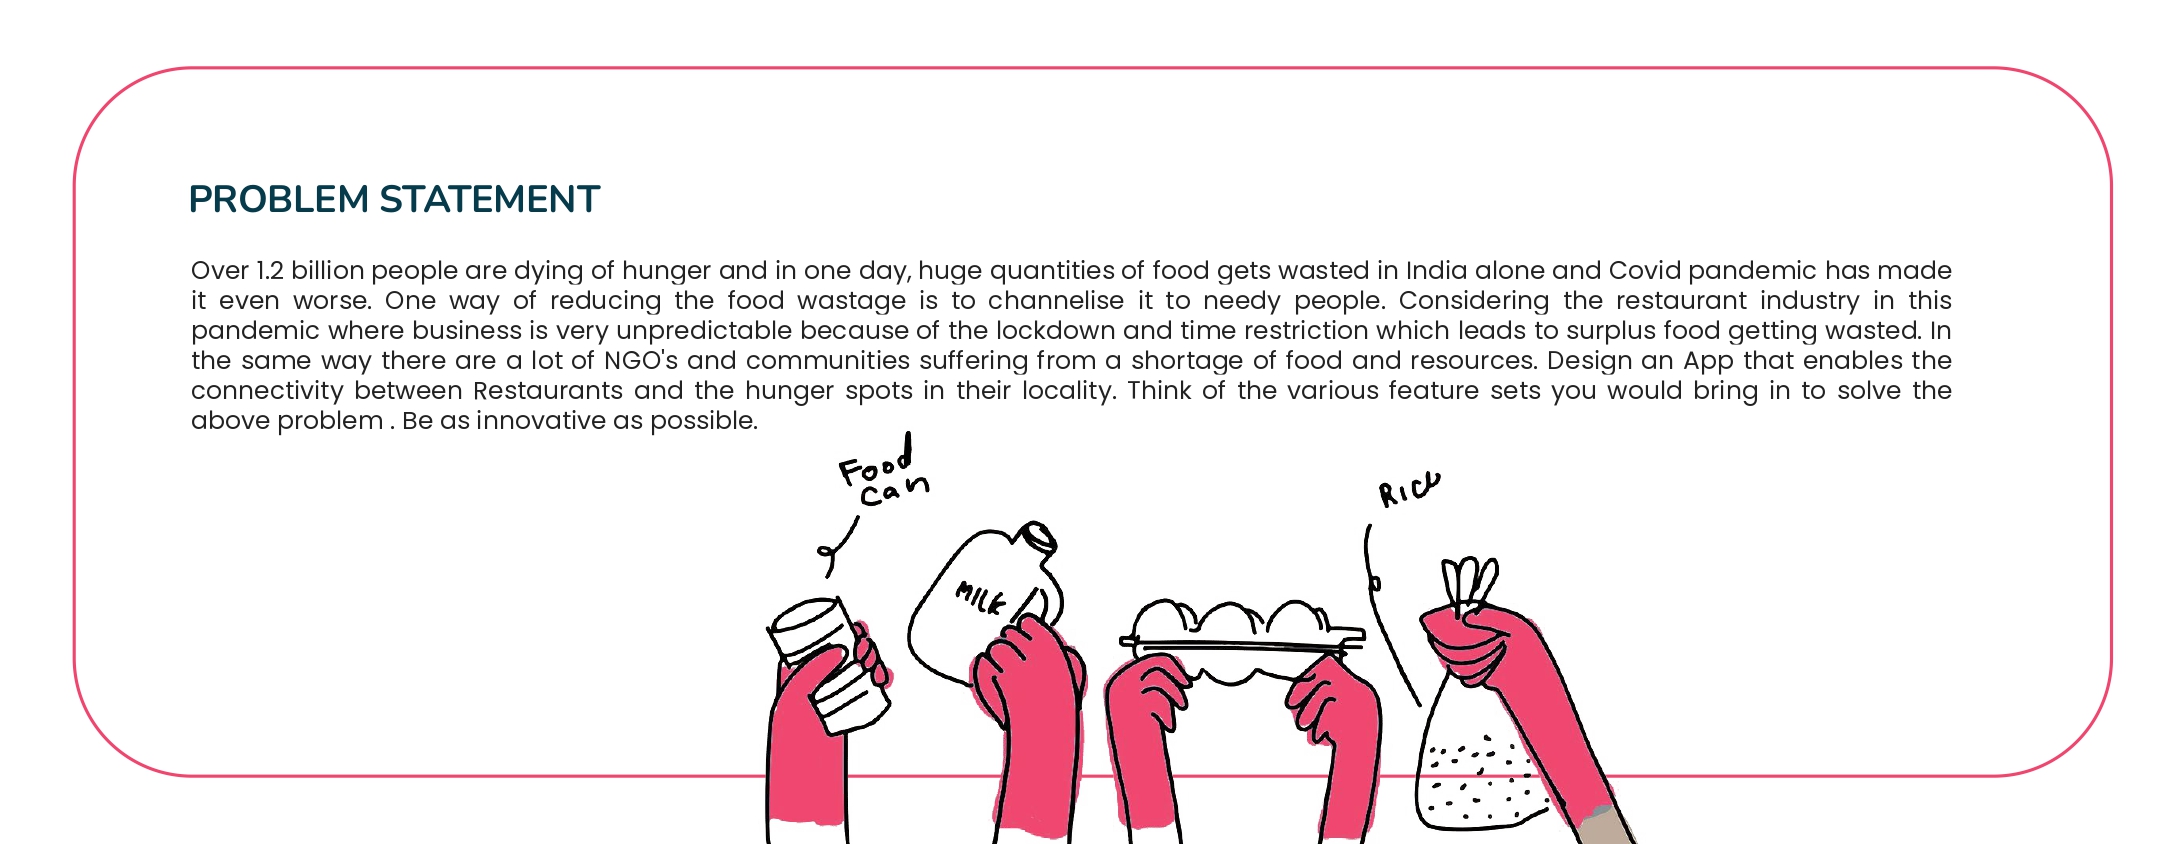 PROBLEM STATEMENT
Over 1.2 billion people are dying of hunger and in one day, huge quantities of food gets wasted in India alone and Covid pandemic has made
it even worse. One way of reducing the food wastage is to channelise it to needy people. Considering the restaurant industry in this
pandemic where business is very unpredictable because of the lockdown and time restriction which leads to surplus food getting wasted. In
the same way there are a lot of NGO's and communities suffering from a shortage of food and resources. Design an App that enables the
connectivity between Restaurants and the hunger spots in their locality. Think of the various feature sets you would bring in to solve the
above problem . Be as innovative as possible.
Food
Can
Rice
MILK